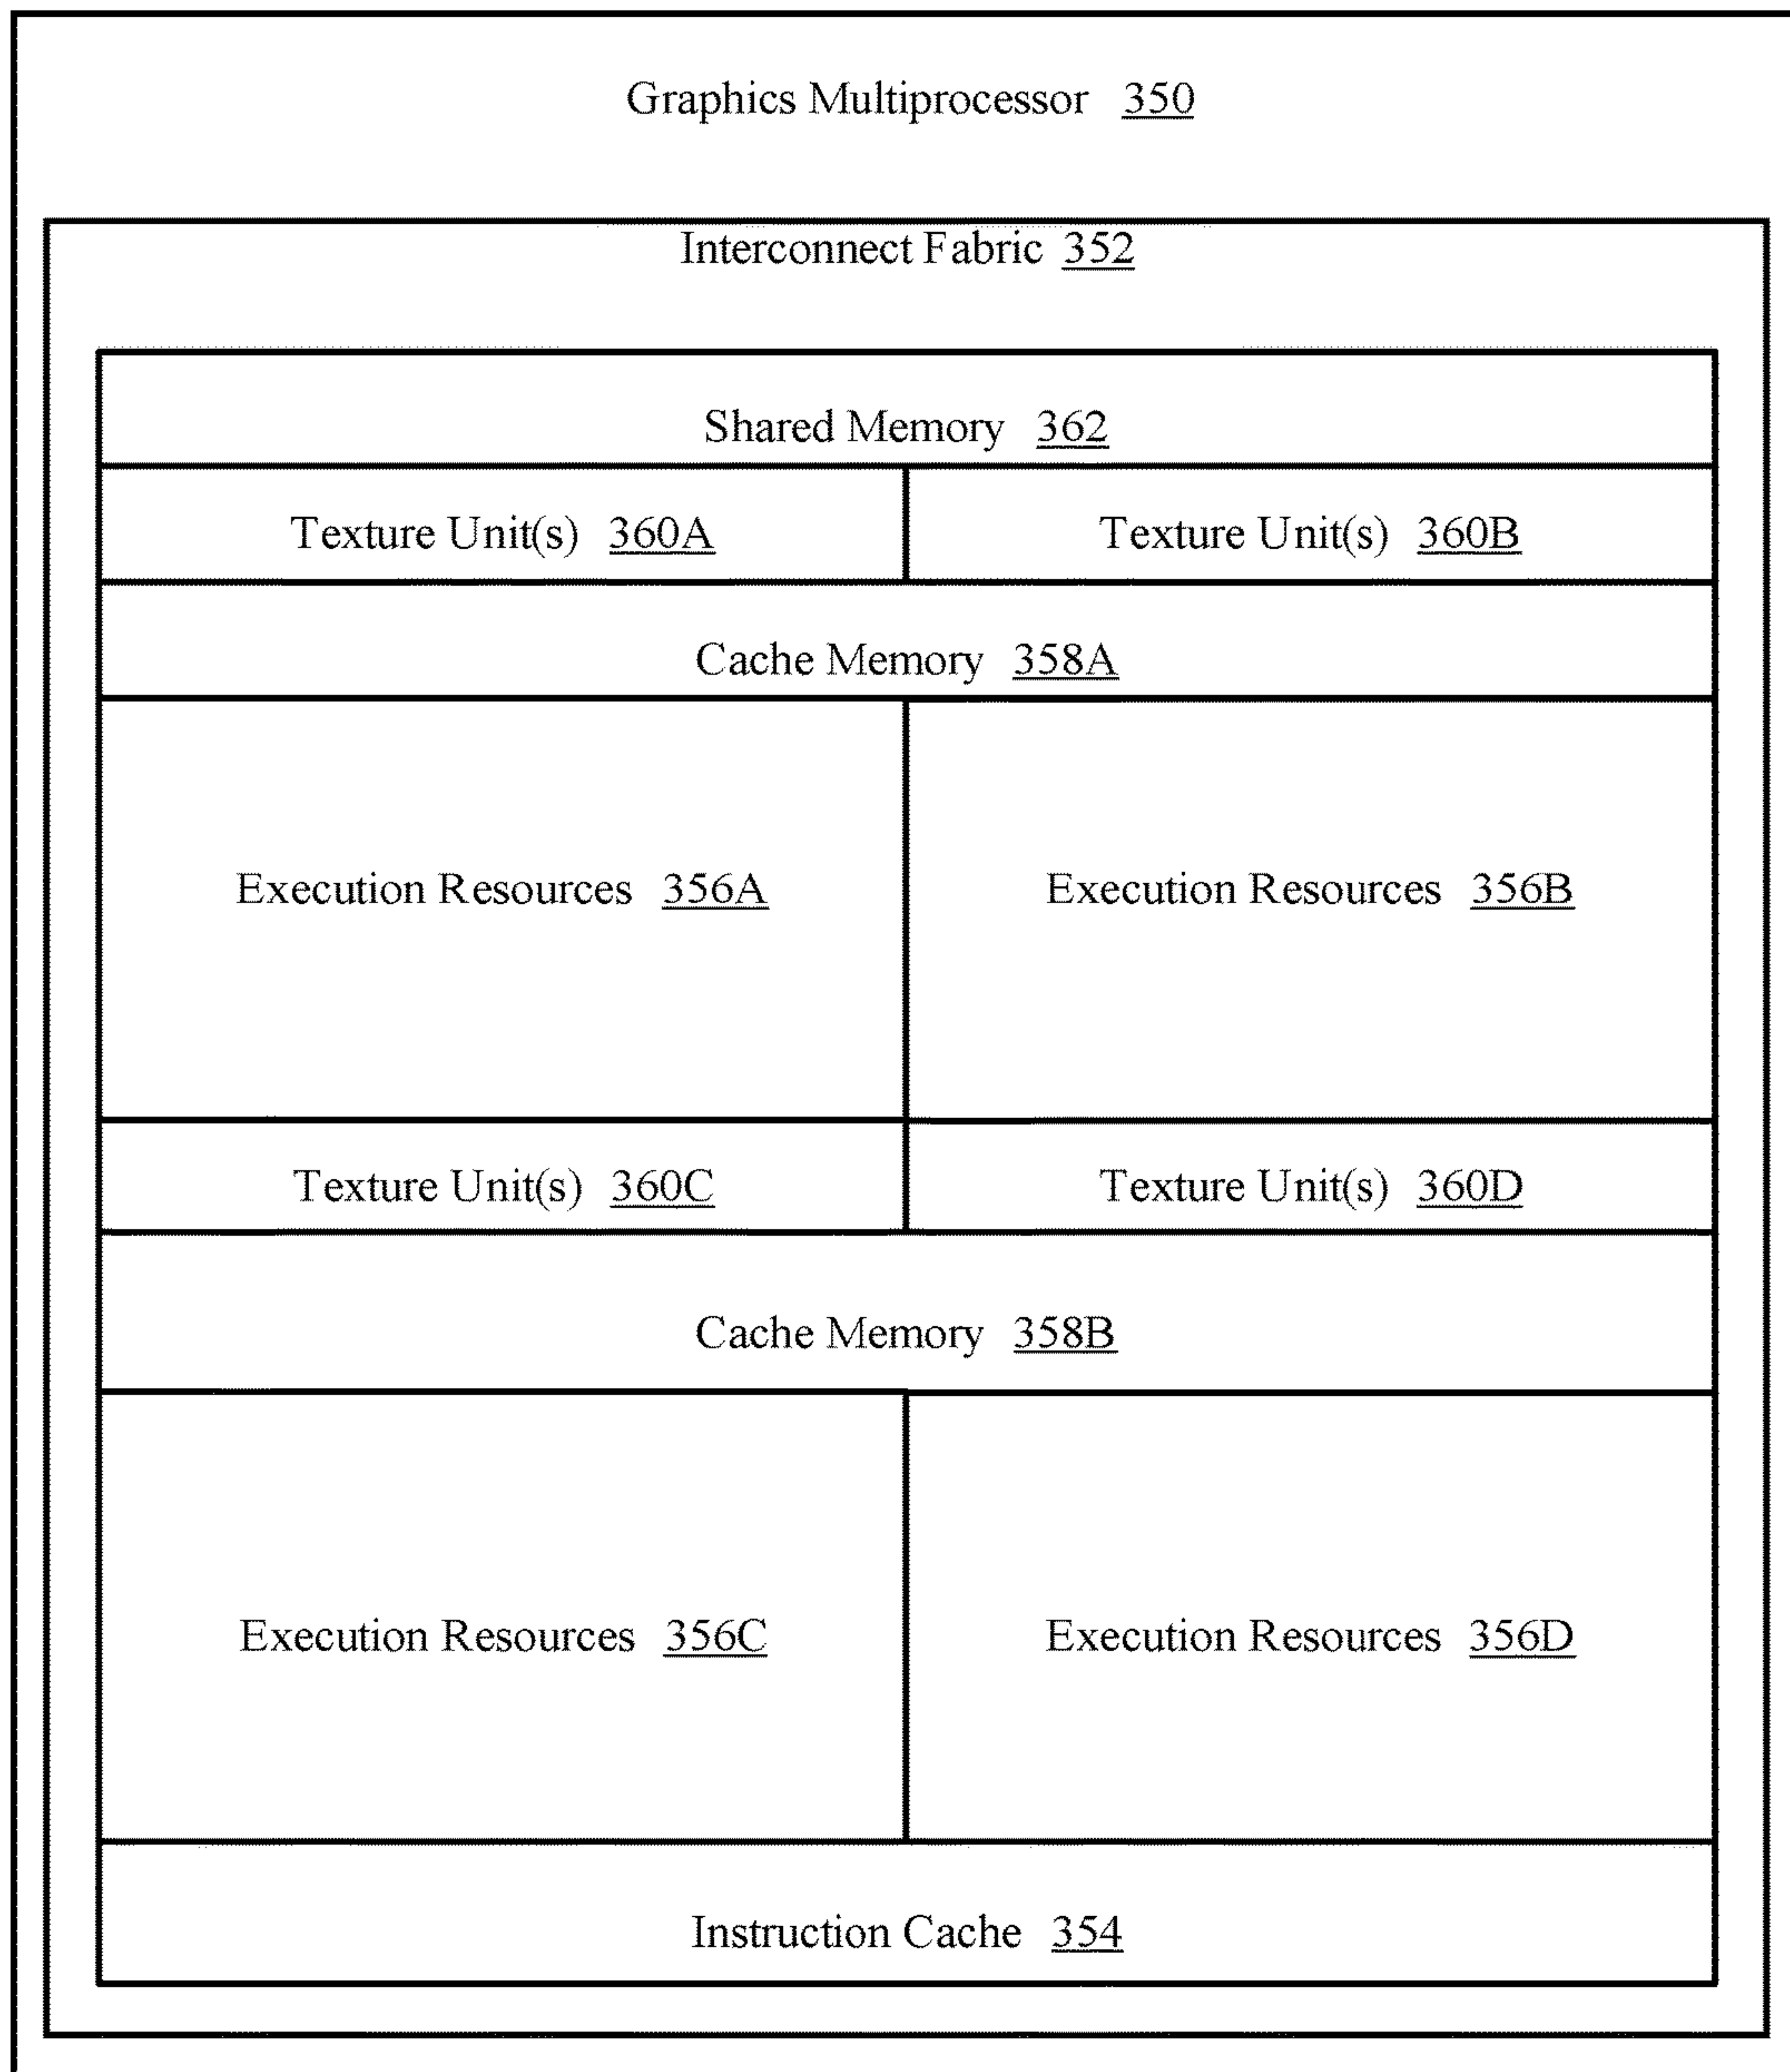 Graphics Multiprocessor 350
Interconnect Fabric 352
Shared Memory 362
Texture Unit(s) 360A
Texture Unit(s) 360B
Cache Memory 358A
Execution Resources 356A
Execution Resources 356B
Texture Unit(s) 360C
Texture Unit(s) 360D
Cache Memory 358B
Execution Resources 356C
Execution Resources 356D
Instruction Cache 354